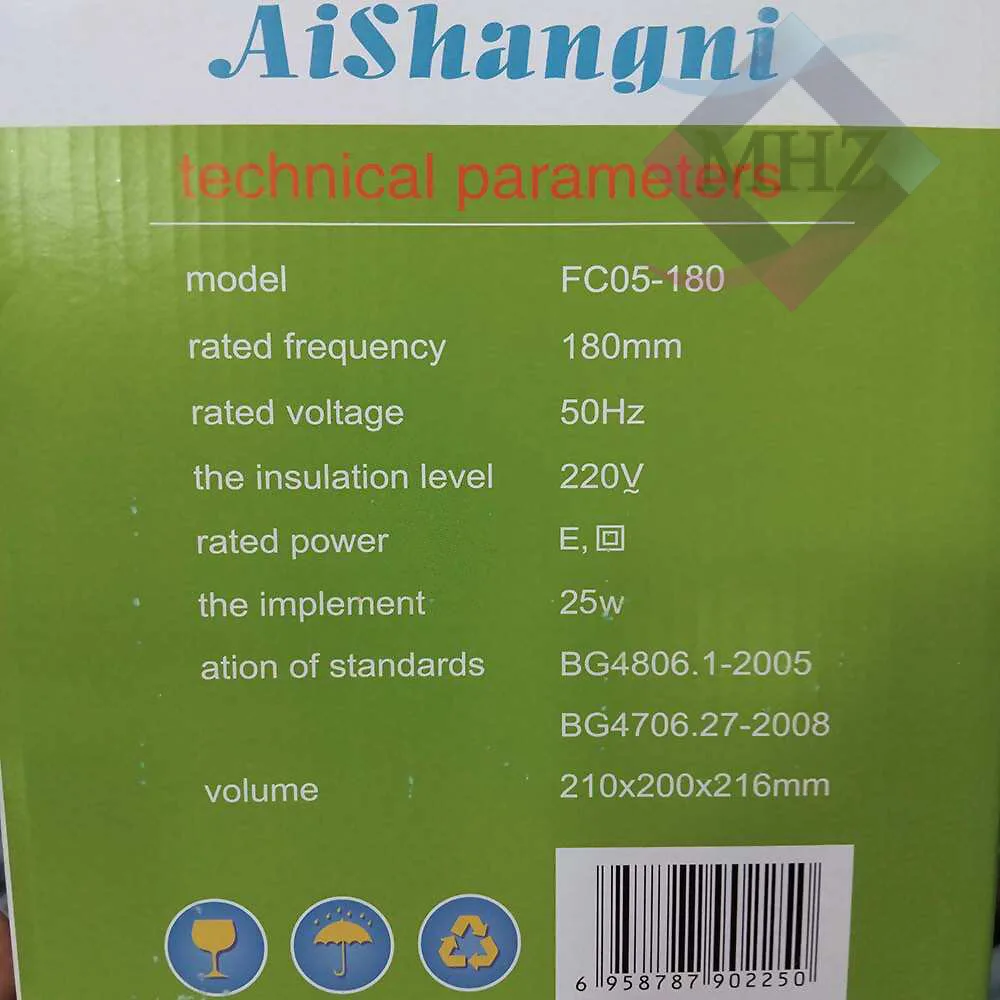 AiShangni
MHZ
technical parameters
model FC05-180
rated frequency 180mm
rated voltage 50Hz
the insulation level 220V
rated power E,
the implement 25w
ation of standards BG4806.1-2005
BG4706.27-2008
volume 210x200x216mm
6 958787 902250